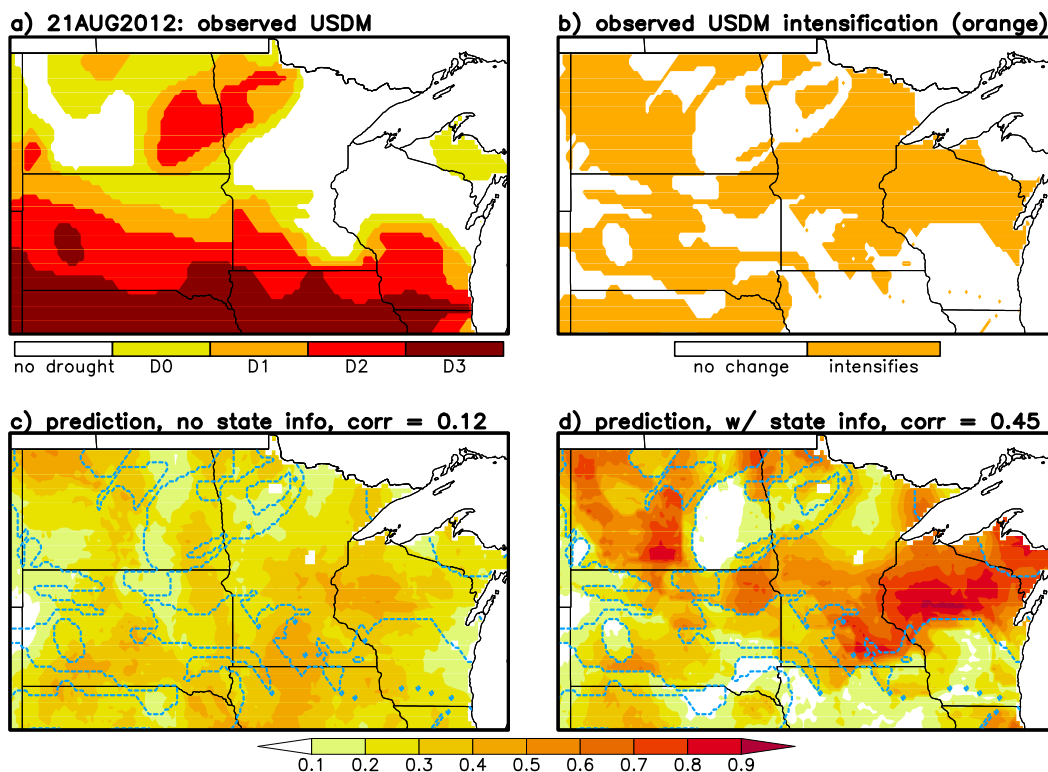 a) 21AUG2012: observed USDM
b) observed USDM intensification (orange)
no drought D0 D1 D2 D3
no change intensifies
c) prediction, no state info, corr = 0.12
d) prediction, w/ state info, corr = 0.45
0.1 0.2 0.3 0.4 0.5 0.6 0.7 0.8 0.9